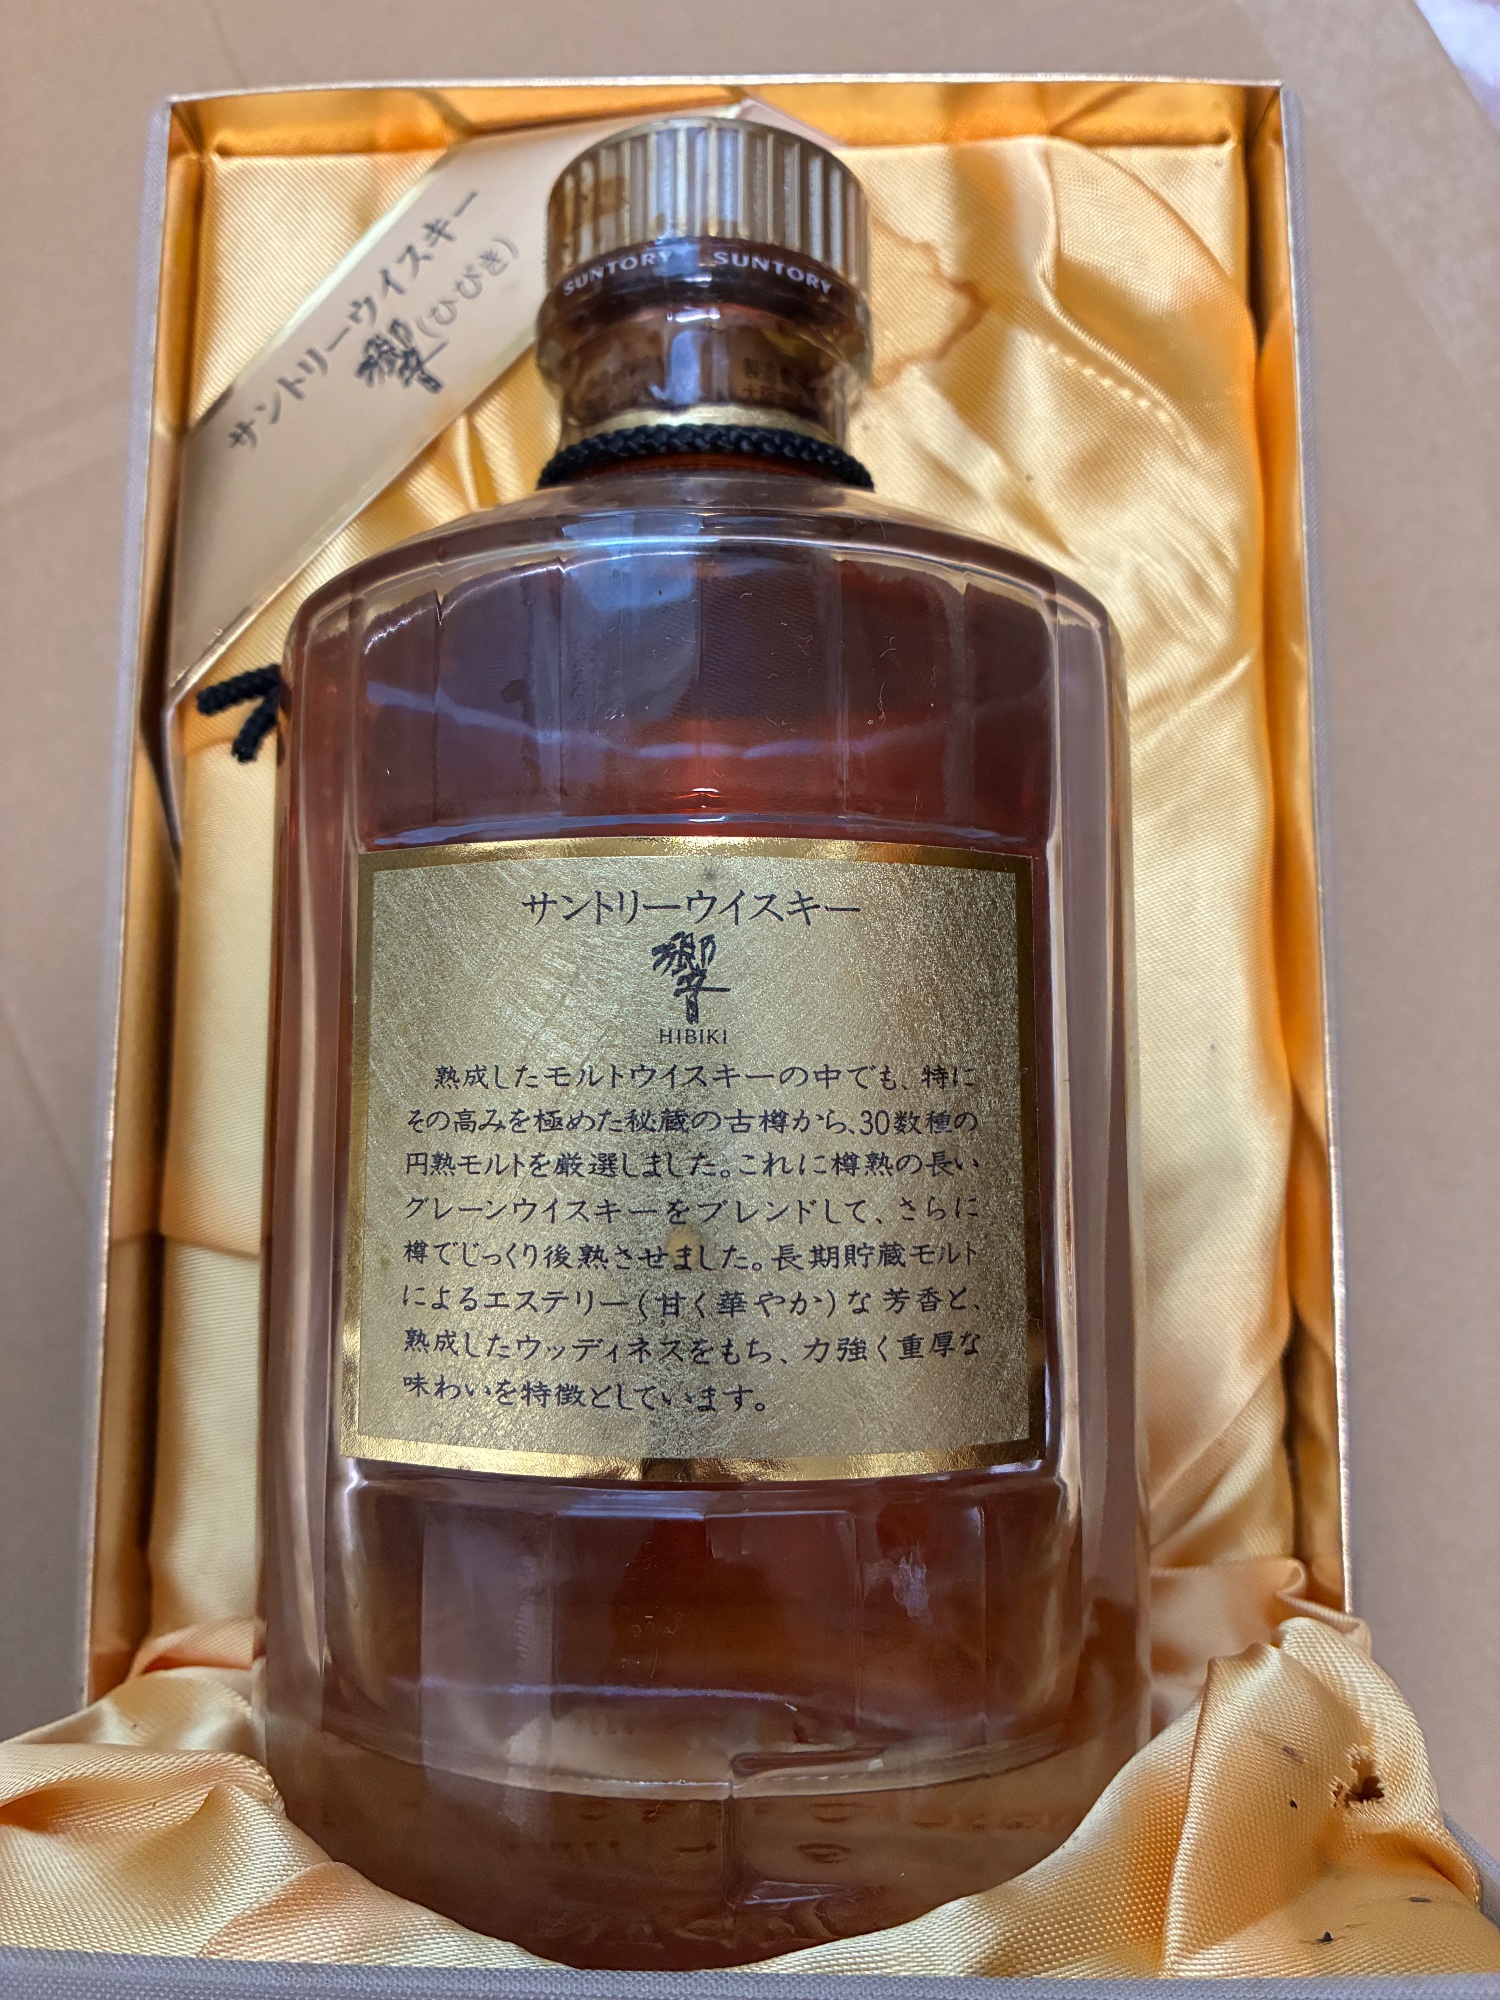 サントリーウイスキー
響(ひびき)
SUNTORY SUNTORY
サントリーウイスキー
響
HIBIKI
熟成したモルトウイスキーの中でも、特に
その高みを極めた秘蔵の古樽から、30数種の
円熟モルトを厳選しました。これに樽熟の長い
グレーンウイスキーをブレンドして、さらに
樽でじっくり後熟させました。長期貯蔵モルト
によるエステリー(甘く華やか)な芳香と、
熟成したウッディネスをもち、力強く重厚な
味わいを特徴としています。